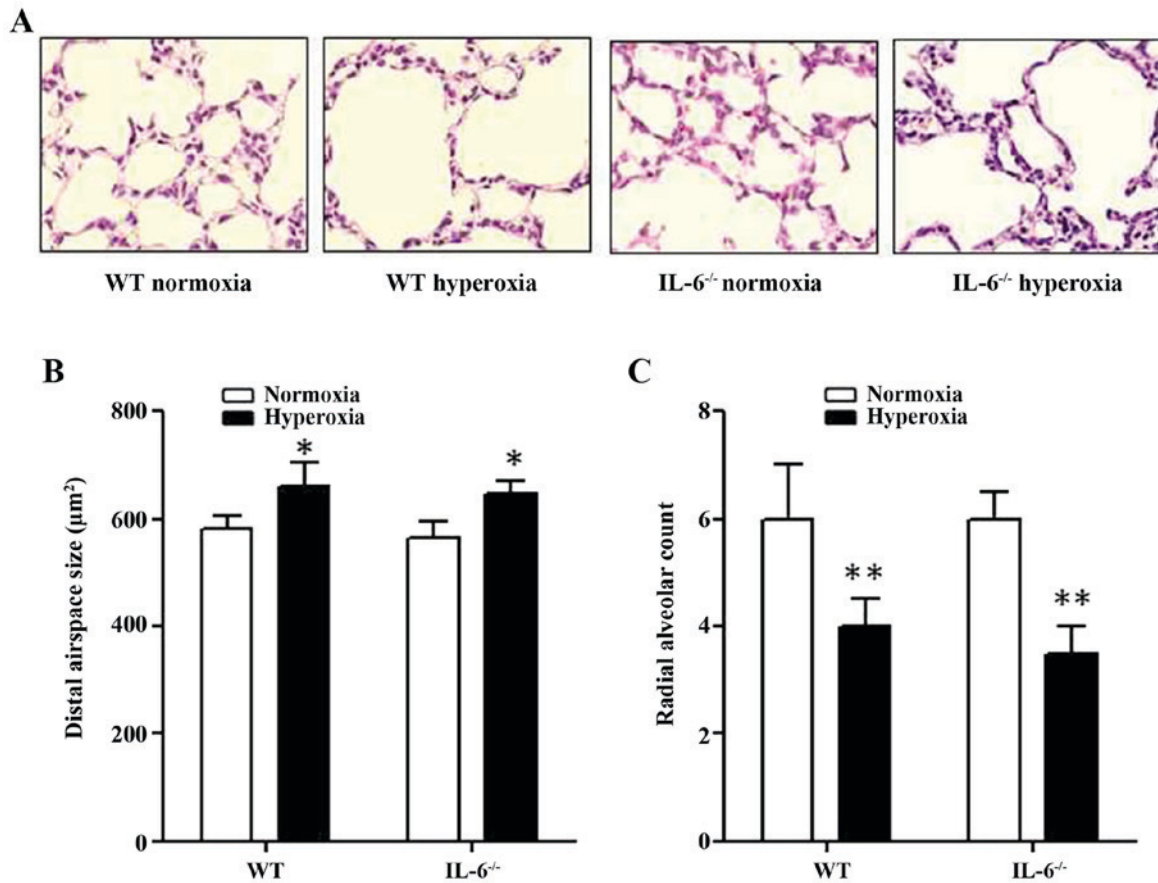 A
WT normoxia
WT hyperoxia
IL-6-/- normoxia
IL-6-/- hyperoxia
B
Normoxia
Hyperoxia
Distal airspace size (μm²)
800
600
400
200
0
*
*
WT
IL-6-/-
C
Normoxia
Hyperoxia
Radial alveolar count
8
6
4
2
0
**
**
WT
IL-6-/-